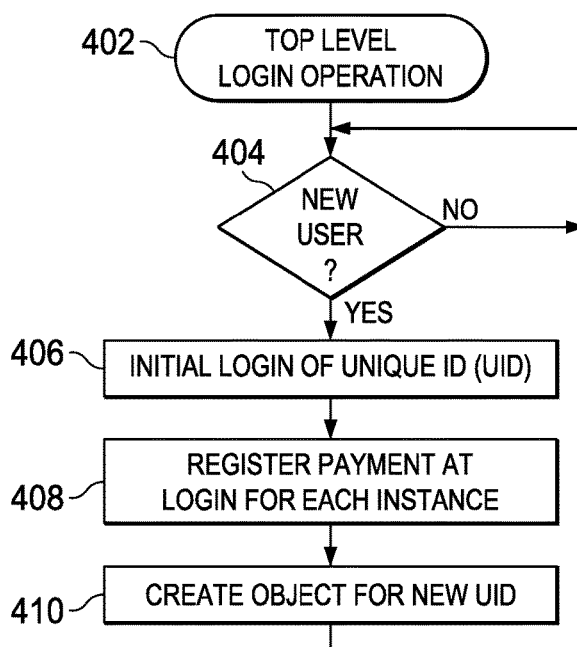 402
TOP LEVEL
LOGIN OPERATION
404
NEW
USER
?
NO
YES
406
INITIAL LOGIN OF UNIQUE ID (UID)
408
REGISTER PAYMENT AT
LOGIN FOR EACH INSTANCE
410
CREATE OBJECT FOR NEW UID